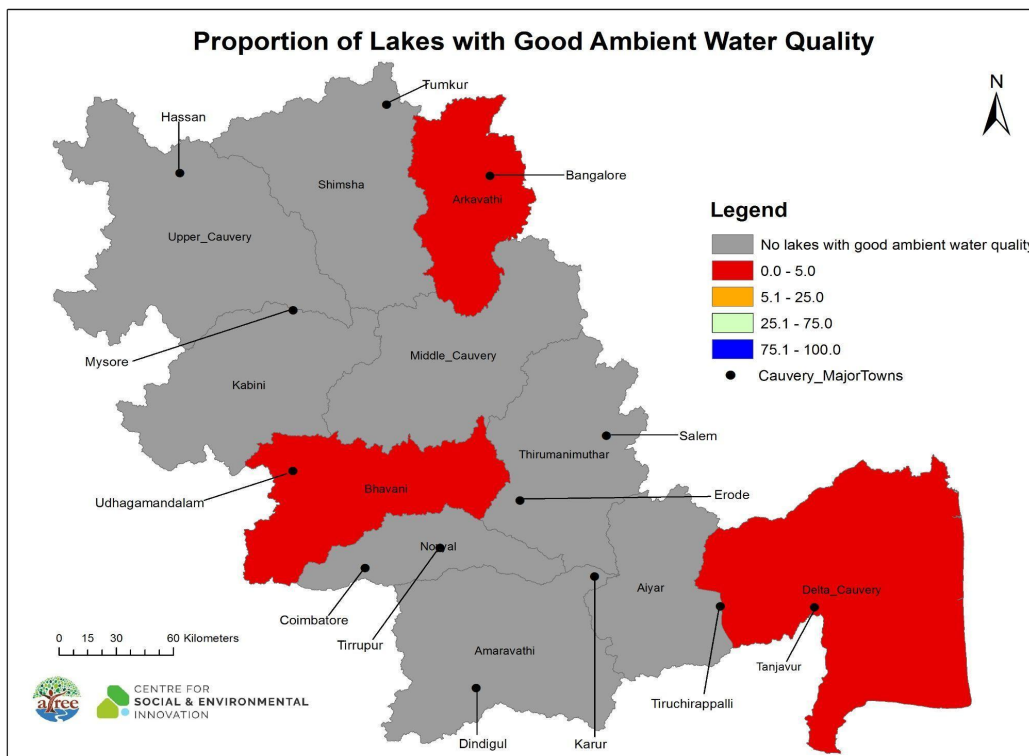 Proportion of Lakes with Good Ambient Water Quality
N
Tumkur
Hassan
Shimsha
Bangalore
Arkavathi
Upper_Cauvery
Legend
No lakes with good ambient water quality
0.0 - 5.0
5.1 - 25.0
25.1 - 75.0
75.1 - 100.0
Cauvery_MajorTowns
Mysore
Middle_Cauvery
Kabini
Salem
Thirumanimuthar
Udhagamandalam
Bhavani
Erode
Aiyar
Delta_Cauvery
Coimbatore
Tirrupur
0 15 30 60 Kilometers
Amaravathi
Tanjavur
Tiruchirappalli
Dindigul
Karur
atree
CENTRE FOR
SOCIAL & ENVIRONMENTAL
INNOVATION